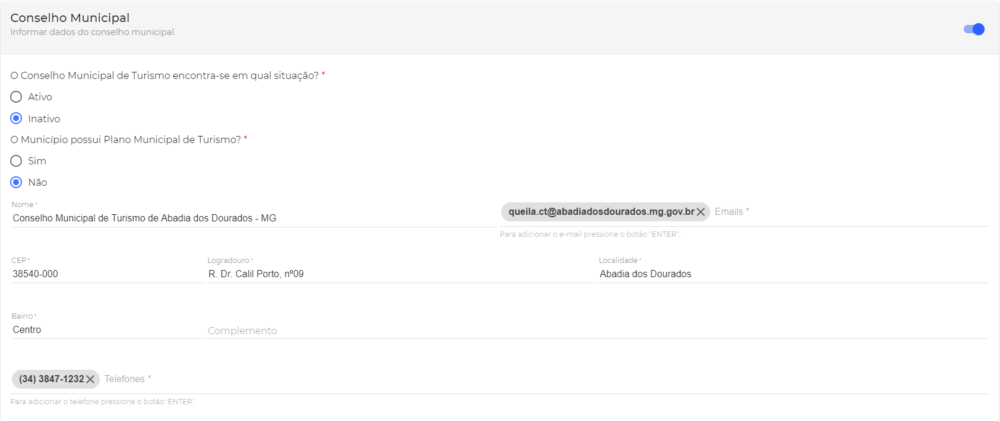 Conselho Municipal
Informar dados do conselho municipal
O Conselho Municipal de Turismo encontra-se em qual situação? *
Ativo
Inativo
O Município possui Plano Municipal de Turismo? *
Sim
Não
Nome *
Conselho Municipal de Turismo de Abadia dos Dourados - MG
queila.ct@abadiadosdourados.mg.gov.br Emails *
Para adicionar o e-mail pressione o botão "ENTER".
CEP * Logradouro * Localidade *
38540-000 R. Dr. Calil Porto, nº09 Abadia dos Dourados
Bairro *
Centro Complemento
(34) 3847-1232 Telefones *
Para adicionar o telefone pressione o botão 'ENTER'.